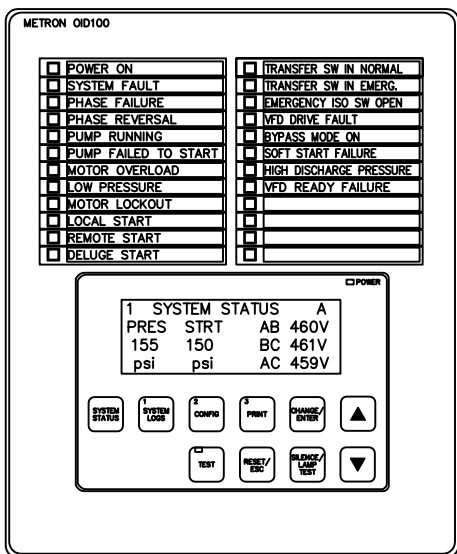 METRON OID100
POWER ON
SYSTEM FAULT
PHASE FAILURE
PHASE REVERSAL
PUMP RUNNING
PUMP FAILED TO START
MOTOR OVERLOAD
LOW PRESSURE
MOTOR LOCKOUT
LOCAL START
REMOTE START
DELUGE START
TRANSFER SW IN NORMAL
TRANSFER SW IN EMERG.
EMERGENCY ISO SW OPEN
VFD DRIVE FAULT
BYPASS MODE ON
SOFT START FAILURE
HIGH DISCHARGE PRESSURE
VFD READY FAILURE
POWER
1 SYSTEM STATUS A
PRES STRT AB 460V
155 150 BC 461V
psi psi AC 459V
SYSTEM
STATUS
1
SYSTEM
LOGS
2
CONFIG
3
PRINT
CHANGE/
ENTER
TEST
RESET/
ESC
SILENCE/
LAMP
TEST